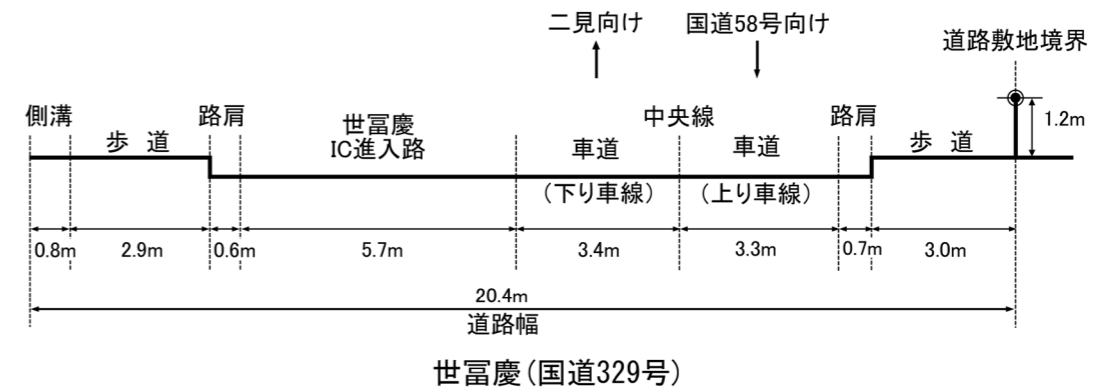 二見向け
国道58号向け
道路敷地境界
側溝
歩道
路肩
世冨慶
IC進入路
車道
中央線
車道
路肩
歩道
1.2m
(下り車線)
(上り車線)
0.8m
2.9m
0.6m
5.7m
3.4m
3.3m
0.7m
3.0m
20.4m
道路幅
世冨慶(国道329号)